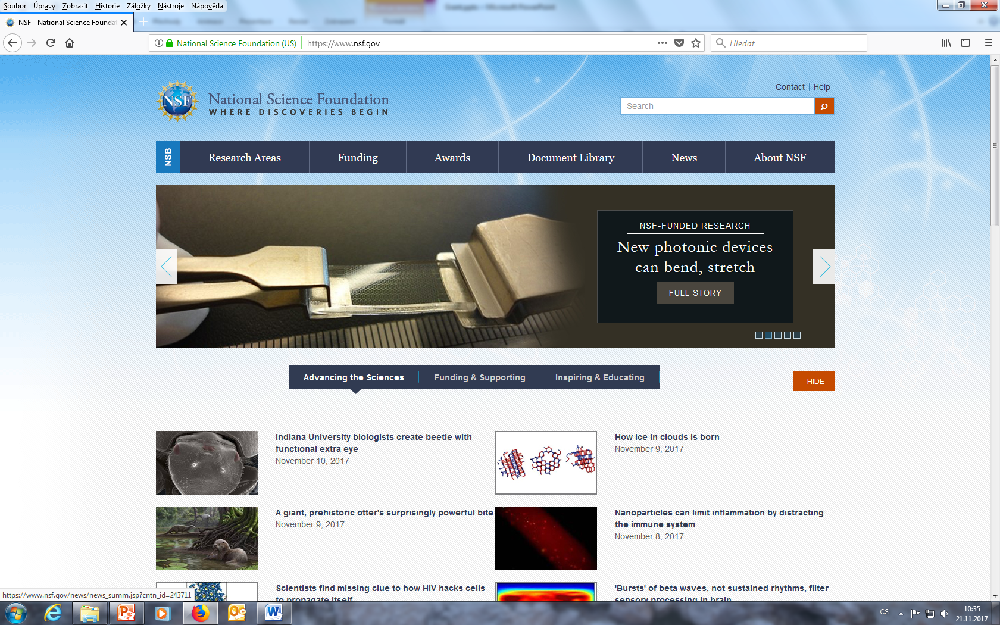 Soubor Úpravy Zobrazit Historie Záložky Nástroje Nápověda
NSF - National Science Foundat
National Science Foundation (US) https://www.nsf.gov
Hledat
NSF
National Science Foundation
WHERE DISCOVERIES BEGIN
Contact | Help
Search
NSB
Research Areas
Funding
Awards
Document Library
News
About NSF
NSF-FUNDED RESEARCH
New photonic devices
can bend, stretch
FULL STORY
Advancing the Sciences
Funding & Supporting
Inspiring & Educating
- HIDE
Indiana University biologists create beetle with
functional extra eye
November 10, 2017
How ice in clouds is born
November 9, 2017
A giant, prehistoric otter's surprisingly powerful bite
November 9, 2017
Nanoparticles can limit inflammation by distracting
the immune system
November 8, 2017
Scientists find missing clue to how HIV hacks cells
to propagate itself
'Bursts' of beta waves, not sustained rhythms, filter
sensory processing in brain
https://www.nsf.gov/news/news_summ.jsp?cntn_id=243711
CS
10:35
21.11.2017